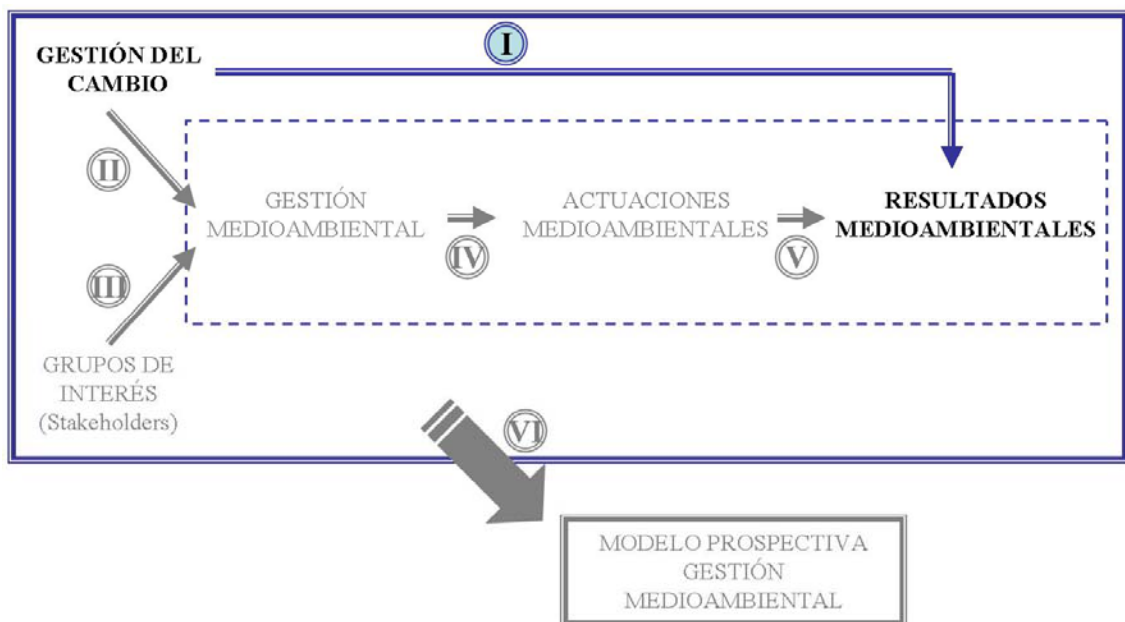 I
GESTIÓN DEL
CAMBIO
II
GESTIÓN
MEDIOAMBIENTAL
IV
ACTUACIONES
MEDIOAMBIENTALES
V
RESULTADOS
MEDIOAMBIENTALES
III
GRUPOS DE
INTERÉS
(Stakeholders)
VI
MODELO PROSPECTIVA
GESTIÓN
MEDIOAMBIENTAL